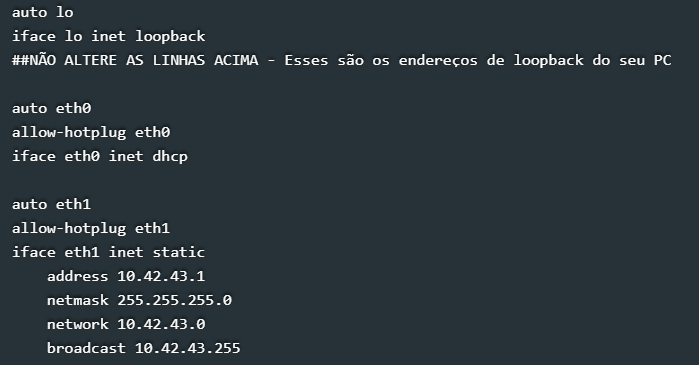 auto lo
iface lo inet loopback
##NÃO ALTERE AS LINHAS ACIMA - Esses são os endereços de loopback do seu PC
auto eth0
allow-hotplug eth0
iface eth0 inet dhcp
auto eth1
allow-hotplug eth1
iface eth1 inet static
address 10.42.43.1
netmask 255.255.255.0
network 10.42.43.0
broadcast 10.42.43.255